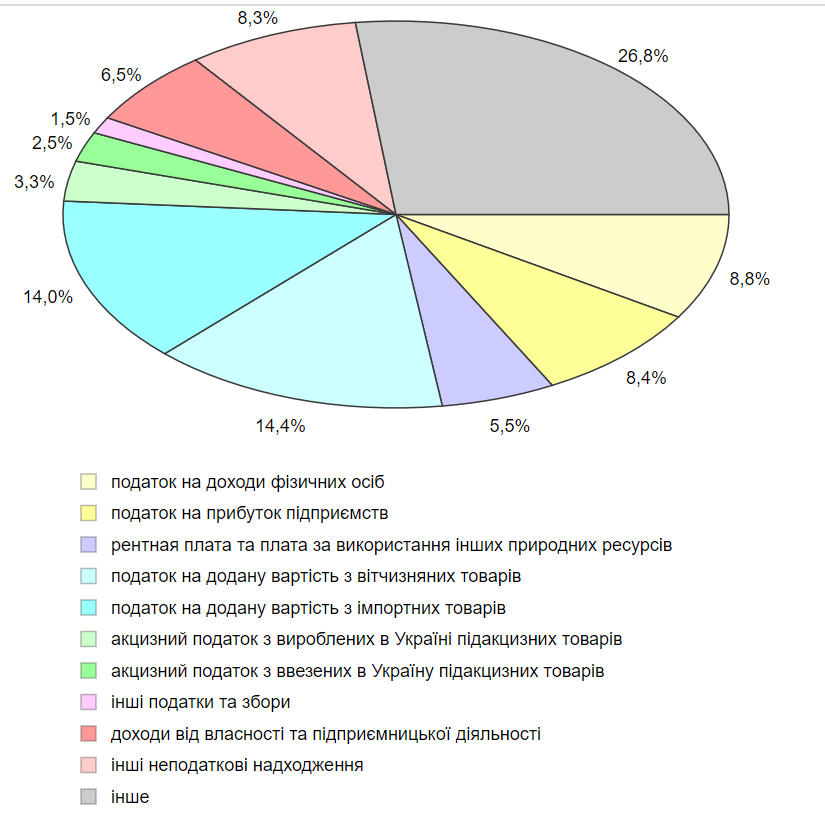 8,3%
26,8%
6,5%
1,5%
2,5%
3,3%
14,0%
8,8%
8,4%
14,4%
5,5%
податок на доходи фізичних осіб
податок на прибуток підприємств
рентная плата та плата за використання інших природних ресурсів
податок на додану вартість з вітчизняних товарів
податок на додану вартість з імпортних товарів
акцизний податок з вироблених в Україні підакцизних товарів
акцизний податок з ввезених в Україну підакцизних товарів
інші податки та збори
доходи від власності та підприємницької діяльності
інші неподаткові надходження
інше